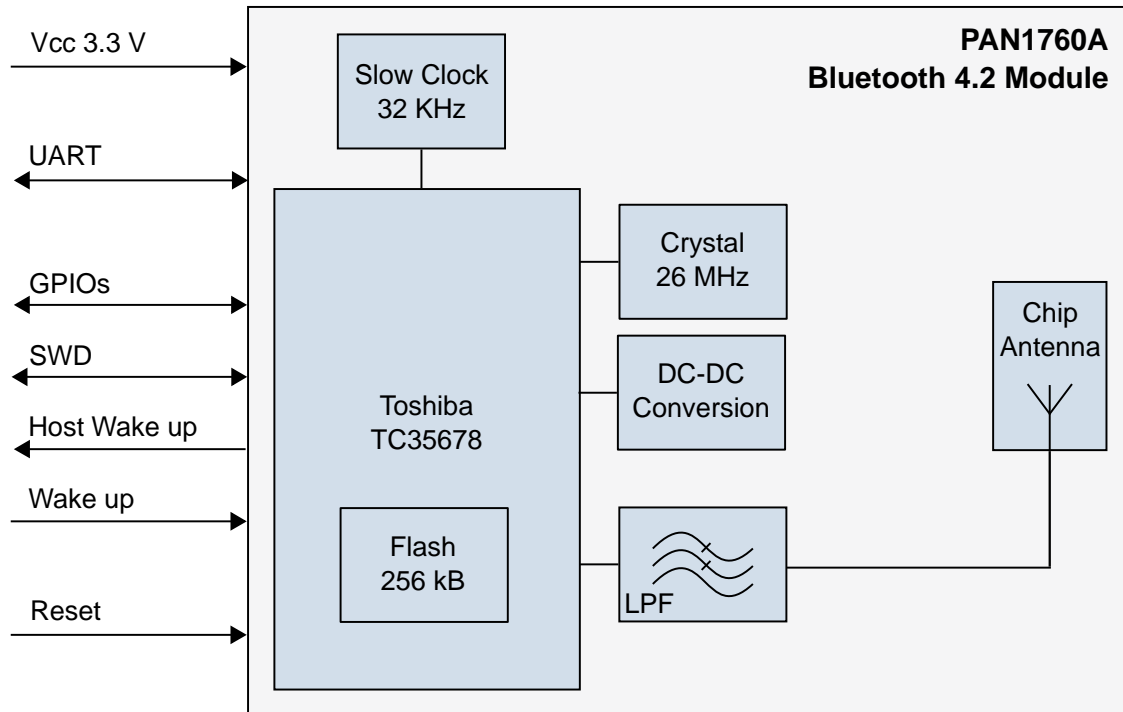 PAN1760A
Bluetooth 4.2 Module
Vcc 3.3 V
UART
GPIOs
SWD
Host Wake up
Wake up
Reset
Slow Clock
32 KHz
Toshiba
TC35678
Flash
256 kB
Crystal
26 MHz
DC-DC
Conversion
LPF
Chip
Antenna